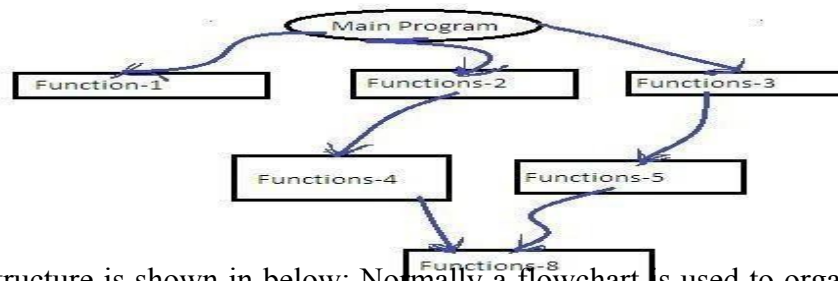 Main Program
Function-1
Functions-2
Functions-3
Functions-4
Functions-5
Functions-8
tructure is shown in below: Normally a flowchart is used to orga